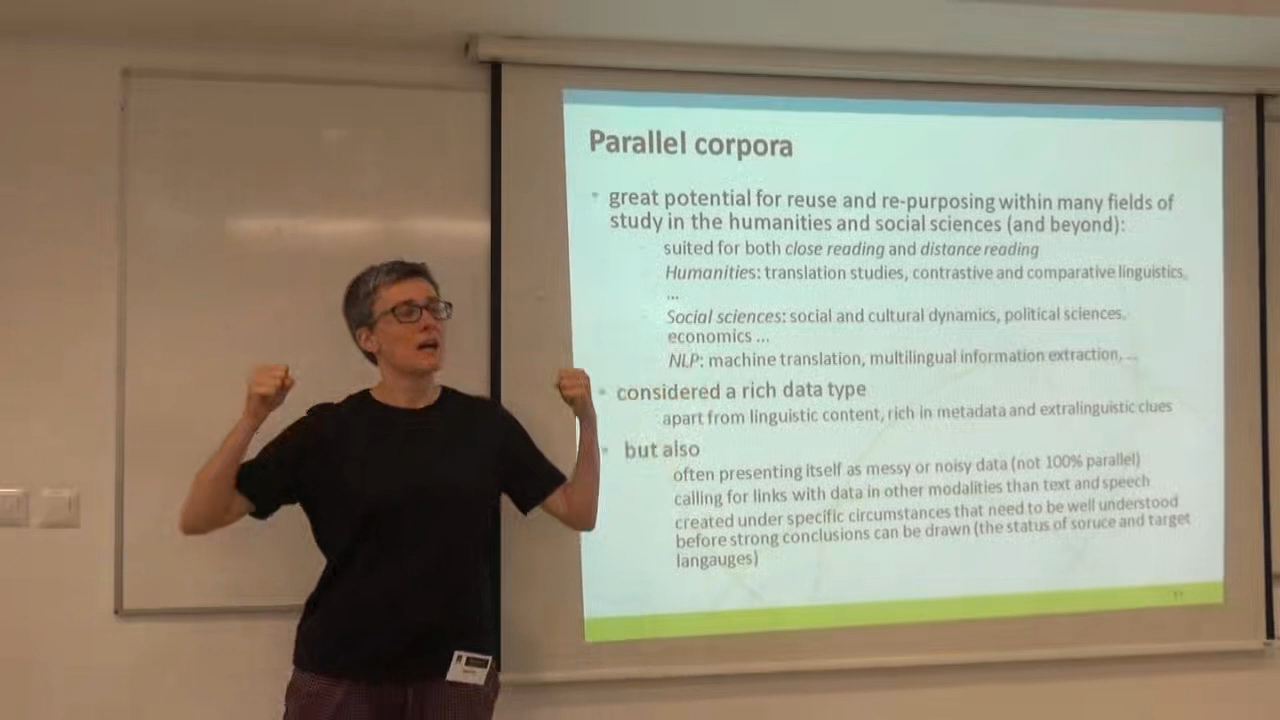 Parallel corpora
great potential for reuse and re-purposing within many fields of
study in the humanities and social sciences (and beyond):
suited for both close reading and distance reading
Humanities: translation studies, contrastive and comparative linguistics,
...
Social sciences: social and cultural dynamics, political sciences,
economics ...
NLP: machine translation, multilingual information extraction, ...
considered a rich data type
apart from linguistic content, rich in metadata and extralinguistic clues
but also
often presenting itself as messy or noisy data (not 100% parallel)
calling for links with data in other modalities than text and speech
created under specific circumstances that need to be well understood
before strong conclusions can be drawn (the status of soruce and target
langauges)